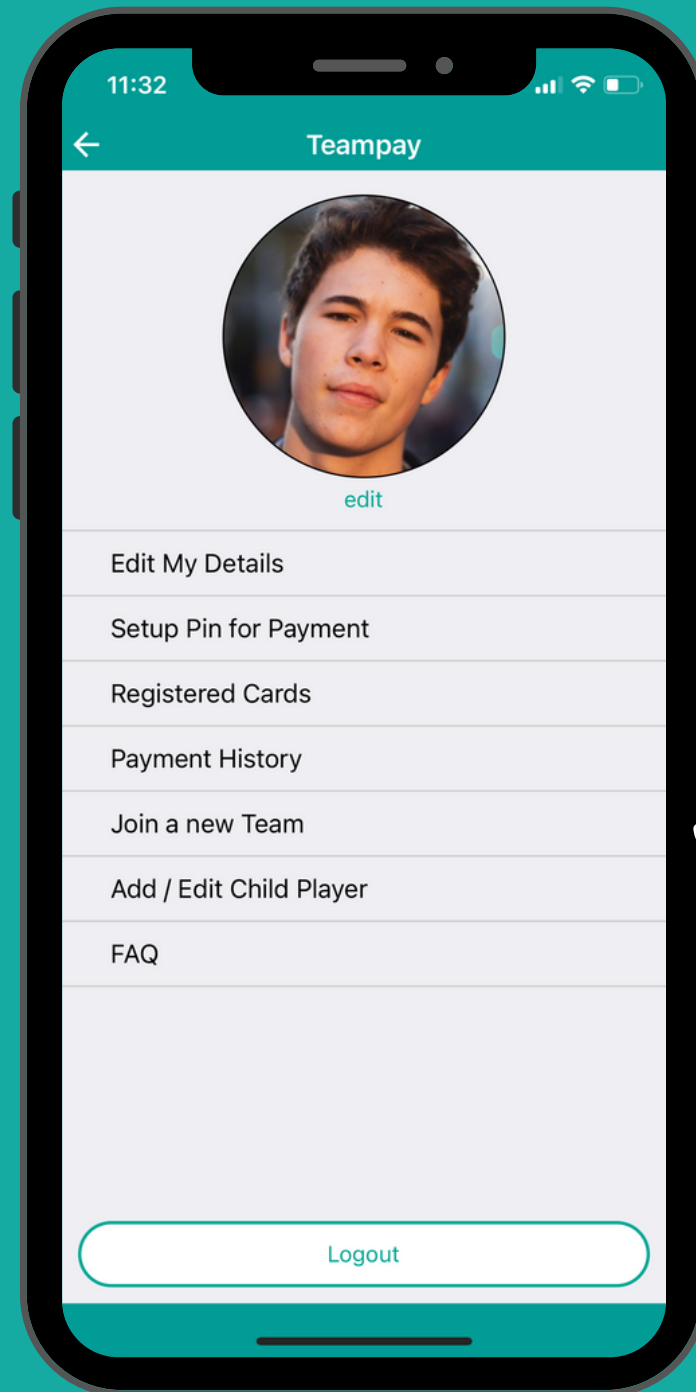 11:32
Teampay
edit
Edit My Details
Setup Pin for Payment
Registered Cards
Payment History
Join a new Team
Add / Edit Child Player
FAQ
Logout